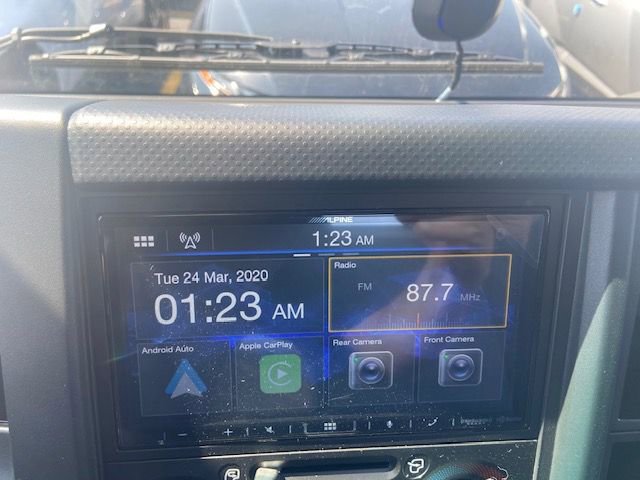 ALPINE
1:23 AM
Tue 24 Mar, 2020
01:23 AM
Radio
FM 87.7 MHz
Android Auto
Apple CarPlay
Rear Camera
Front Camera